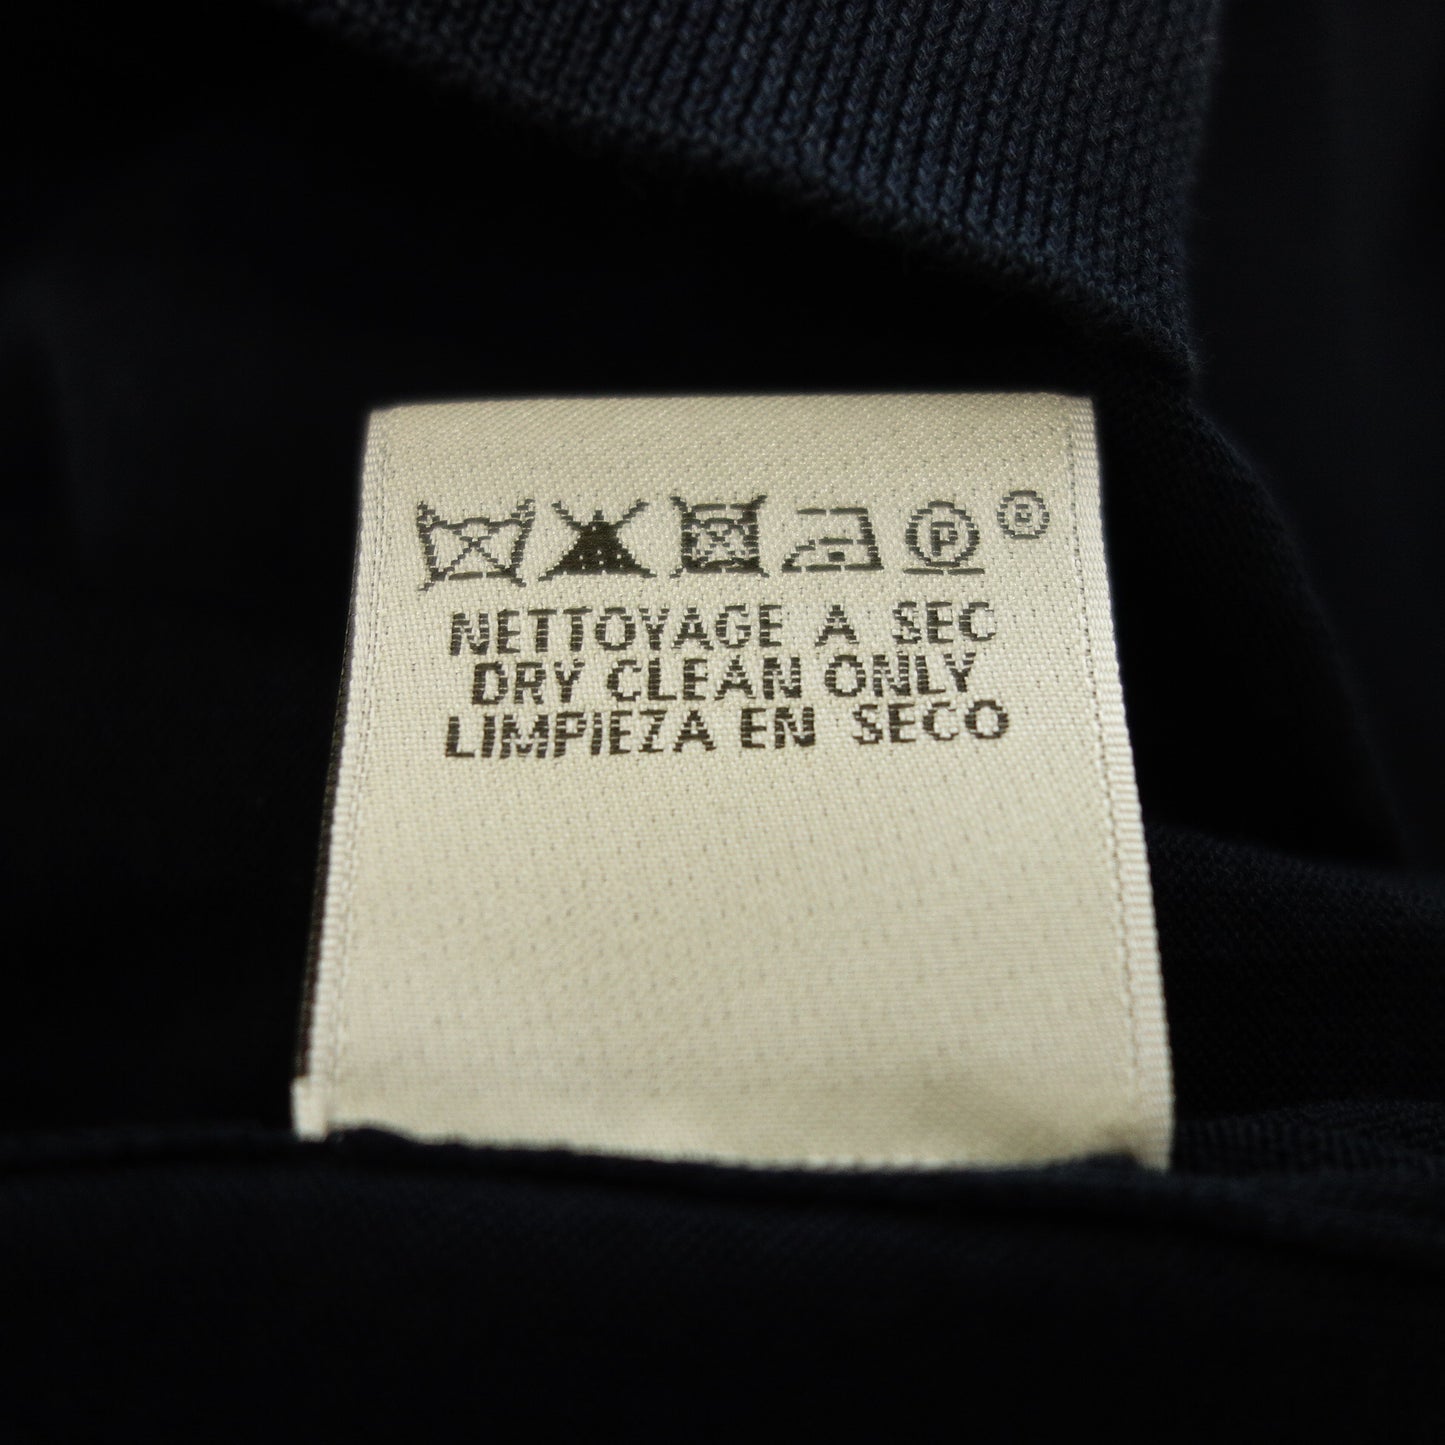 P ®
NETTOYAGE A SEC
DRY CLEAN ONLY
LIMPIEZA EN SECO